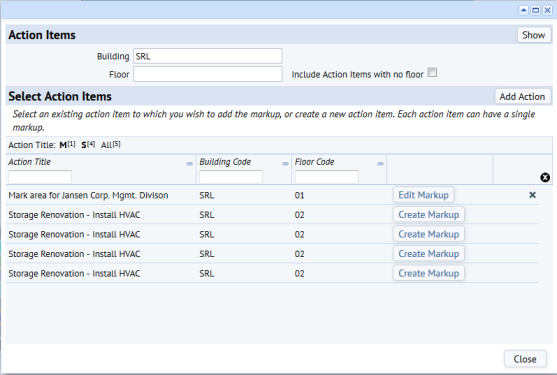 Action Items Show
Building SRL
Floor Include Action Items with no floor
Select Action Items Add Action
Select an existing action item to which you wish to add the markup, or create a new action item. Each action item can have a single
markup.
Action Title: M[1] S[4] All[5]
Action Title Building Code Floor Code
Mark area for Jansen Corp. Mgmt. Divison SRL 01 Edit Markup
Storage Renovation - Install HVAC SRL 02 Create Markup
Storage Renovation - Install HVAC SRL 02 Create Markup
Storage Renovation - Install HVAC SRL 02 Create Markup
Storage Renovation - Install HVAC SRL 02 Create Markup
Close